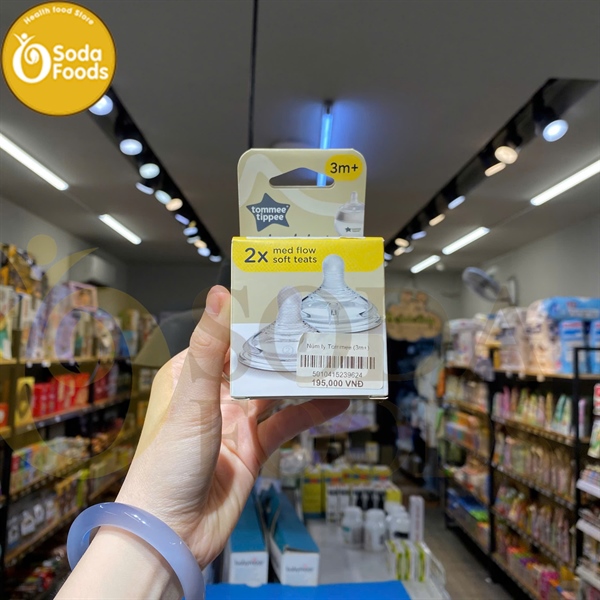 Health food Store
Soda
Foods
3m+
tommee
tippee
2x med flow
soft teats
Núm ty Tommee (3m+)
5010415239624
195,000 VNĐ